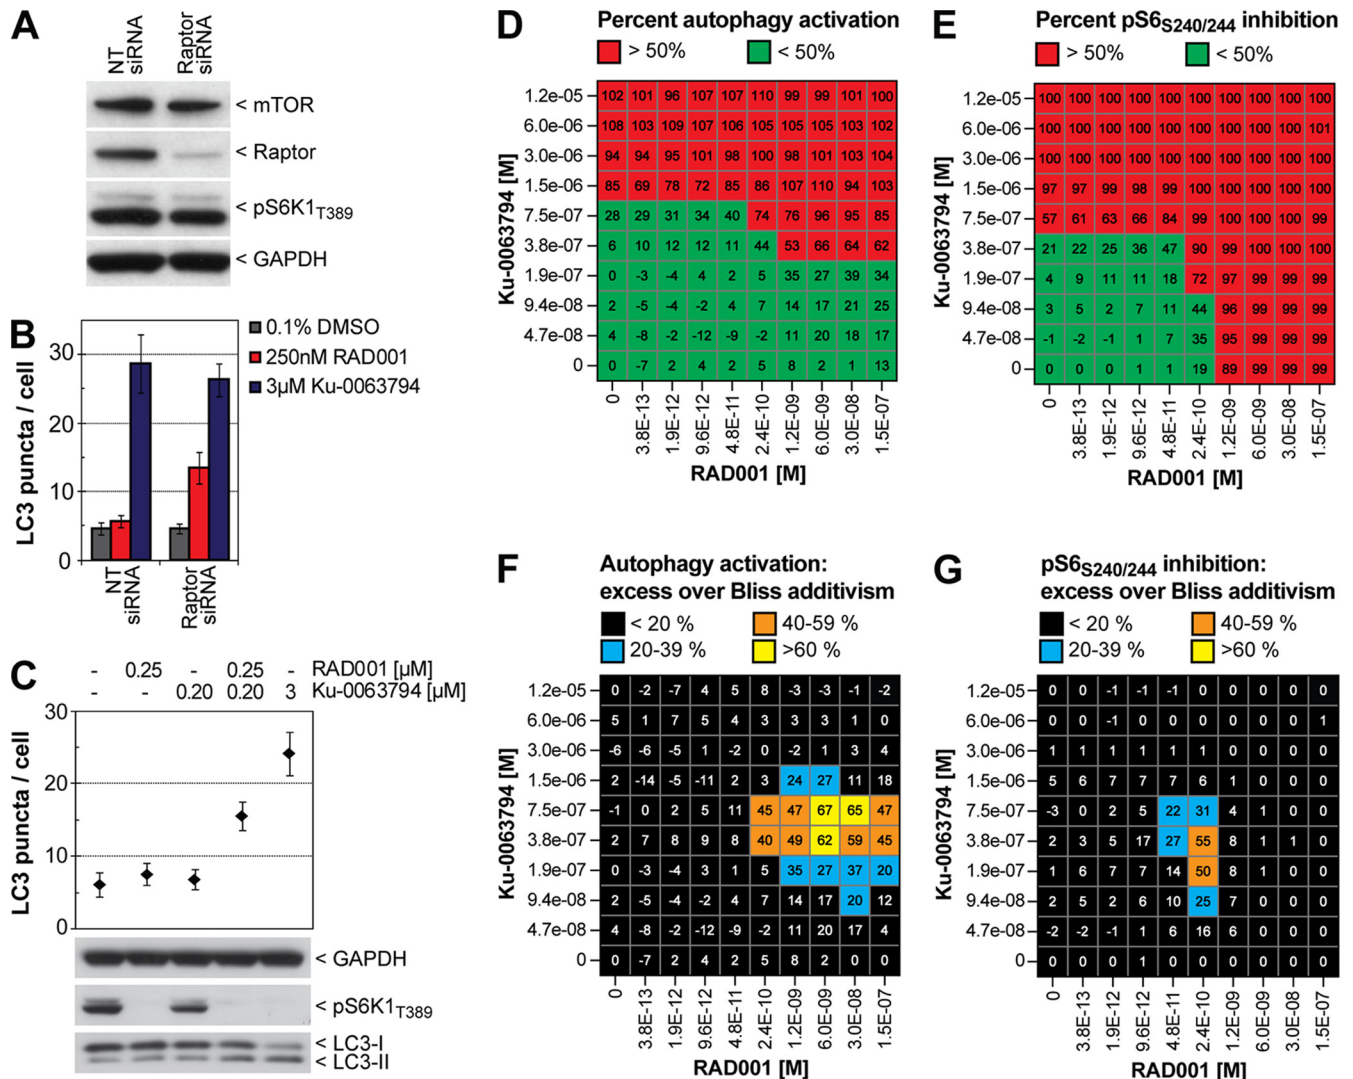 A
NT siRNA
Raptor siRNA
< mTOR
< Raptor
< pS6K1T389
< GAPDH
B
LC3 puncta / cell
30
20
10
0
0.1% DMSO
250nM RAD001
3µM Ku-0063794
NT siRNA
Raptor siRNA
C
- 0.25 - 0.25 - RAD001 [µM]
- - 0.20 0.20 3 Ku-0063794 [µM]
LC3 puncta / cell
30
20
10
0
< GAPDH
< pS6K1T389
< LC3-I
< LC3-II
D
Percent autophagy activation
> 50% < 50%
Ku-0063794 [M]
1.2e-05 102 101 96 107 107 110 99 99 101 100
6.0e-06 108 103 109 107 106 105 105 105 103 102
3.0e-06 94 94 95 101 98 100 98 101 103 104
1.5e-06 85 69 78 72 85 86 107 110 94 103
7.5e-07 28 29 31 34 40 74 76 96 95 85
3.8e-07 6 10 12 12 11 44 53 66 64 62
1.9e-07 0 -3 -4 4 2 5 35 27 39 34
9.4e-08 2 -5 -4 -2 4 7 14 17 21 25
4.7e-08 4 -8 -2 -12 -9 -2 11 20 18 17
0 0 -7 2 4 2 5 8 2 1 13
0 3.8E-13 1.9E-12 9.6E-12 4.8E-11 2.4E-10 1.2E-09 6.0E-09 3.0E-08 1.5E-07
RAD001 [M]
E
Percent pS6S240/244 inhibition
> 50% < 50%
Ku-0063794 [M]
1.2e-05 100 100 100 100 100 100 100 100 100 100
6.0e-06 100 100 100 100 100 100 100 100 100 101
3.0e-06 100 100 100 100 100 100 100 100 100 100
1.5e-06 97 97 99 98 99 100 100 100 100 100
7.5e-07 57 61 63 66 84 99 100 100 100 99
3.8e-07 21 22 25 36 47 90 99 100 100 100
1.9e-07 4 9 11 11 18 72 97 99 99 99
9.4e-08 3 5 2 7 11 44 96 99 99 99
4.7e-08 -1 -2 -1 1 7 35 95 99 99 99
0 0 0 0 1 1 19 89 99 99 99
0 3.8E-13 1.9E-12 9.6E-12 4.8E-11 2.4E-10 1.2E-09 6.0E-09 3.0E-08 1.5E-07
RAD001 [M]
F
Autophagy activation:
excess over Bliss additivism
< 20 % 40-59 %
20-39 % >60 %
Ku-0063794 [M]
1.2e-05 0 -2 -7 4 5 8 -3 -3 -1 -2
6.0e-06 5 1 7 5 4 3 3 3 1 0
3.0e-06 -6 -6 -5 1 -2 0 -2 1 3 4
1.5e-06 2 -14 -5 -11 2 3 24 27 11 18
7.5e-07 -1 0 2 5 11 45 47 67 65 47
3.8e-07 2 7 8 9 8 40 49 62 59 45
1.9e-07 0 -3 -4 3 1 5 35 27 37 20
9.4e-08 2 -5 -4 -2 4 7 14 17 20 12
4.7e-08 4 -8 -2 -12 -9 -2 11 20 17 4
0 0 -7 2 4 2 5 8 2 0 0
0 3.8E-13 1.9E-12 9.6E-12 4.8E-11 2.4E-10 1.2E-09 6.0E-09 3.0E-08 1.5E-07
RAD001 [M]
G
pS6S240/244 inhibition:
excess over Bliss additivism
< 20 % 40-59 %
20-39 % >60 %
Ku-0063794 [M]
1.2e-05 0 0 -1 -1 -1 0 0 0 0 0
6.0e-06 0 0 -1 0 0 0 0 0 0 1
3.0e-06 1 1 1 1 1 1 0 0 0 0
1.5e-06 5 6 7 7 7 6 1 0 0 0
7.5e-07 -3 0 2 5 22 31 4 1 0 0
3.8e-07 2 3 5 17 27 55 8 1 1 0
1.9e-07 1 6 7 7 14 50 8 1 0 0
9.4e-08 2 5 2 6 10 25 7 0 0 0
4.7e-08 -2 -2 -1 1 6 16 6 0 0 0
0 0 0 0 1 0 0 0 0 0 0
0 3.8E-13 1.9E-12 9.6E-12 4.8E-11 2.4E-10 1.2E-09 6.0E-09 3.0E-08 1.5E-07
RAD001 [M]